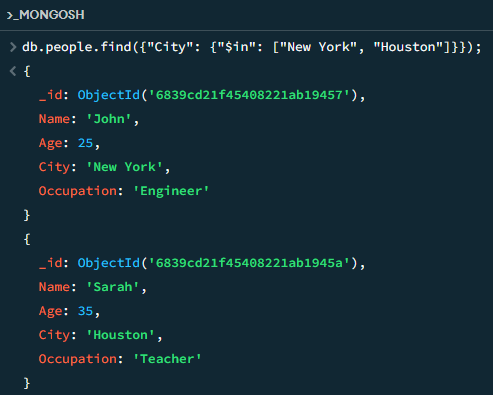 >_MONGOSH
> db.people.find({"City": {"$in": ["New York", "Houston"]}});
< {
_id: ObjectId('6839cd21f45408221ab19457'),
Name: 'John',
Age: 25,
City: 'New York',
Occupation: 'Engineer'
}
{
_id: ObjectId('6839cd21f45408221ab1945a'),
Name: 'Sarah',
Age: 35,
City: 'Houston',
Occupation: 'Teacher'
}